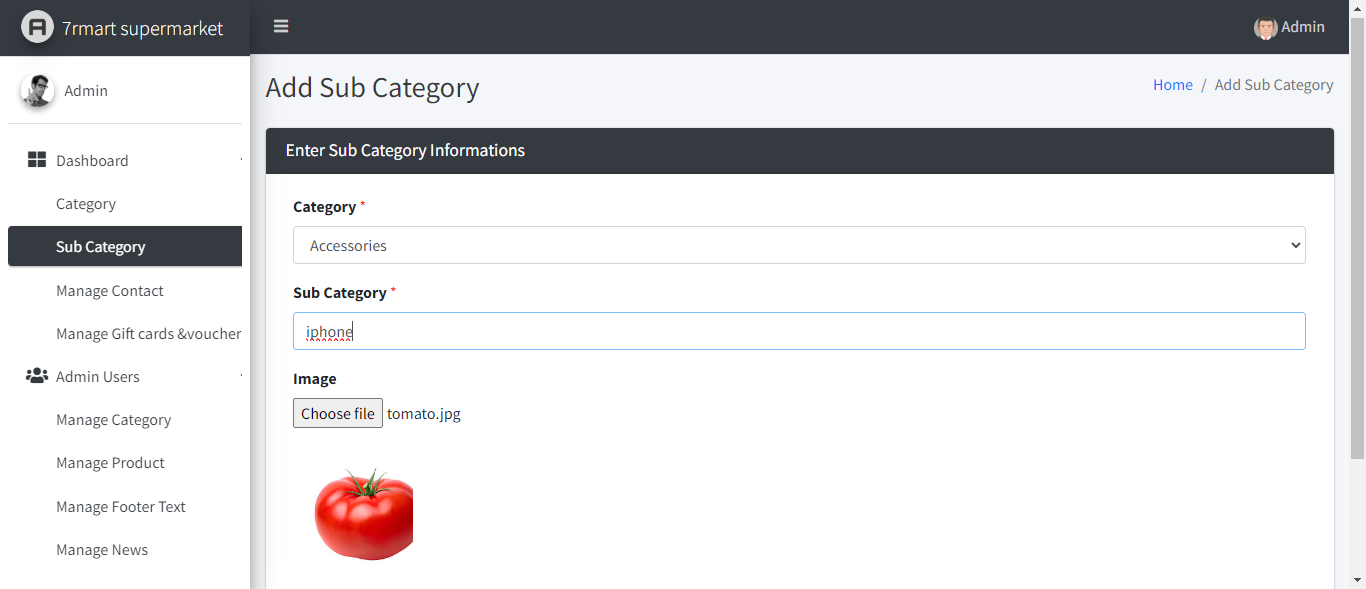 7rmart supermarket
Admin
Admin
Dashboard
Category
Sub Category
Manage Contact
Manage Gift cards &voucher
Admin Users
Manage Category
Manage Product
Manage Footer Text
Manage News
Add Sub Category
Home / Add Sub Category
Enter Sub Category Informations
Category *
Accessories
Sub Category *
iphone
Image
Choose file tomato.jpg